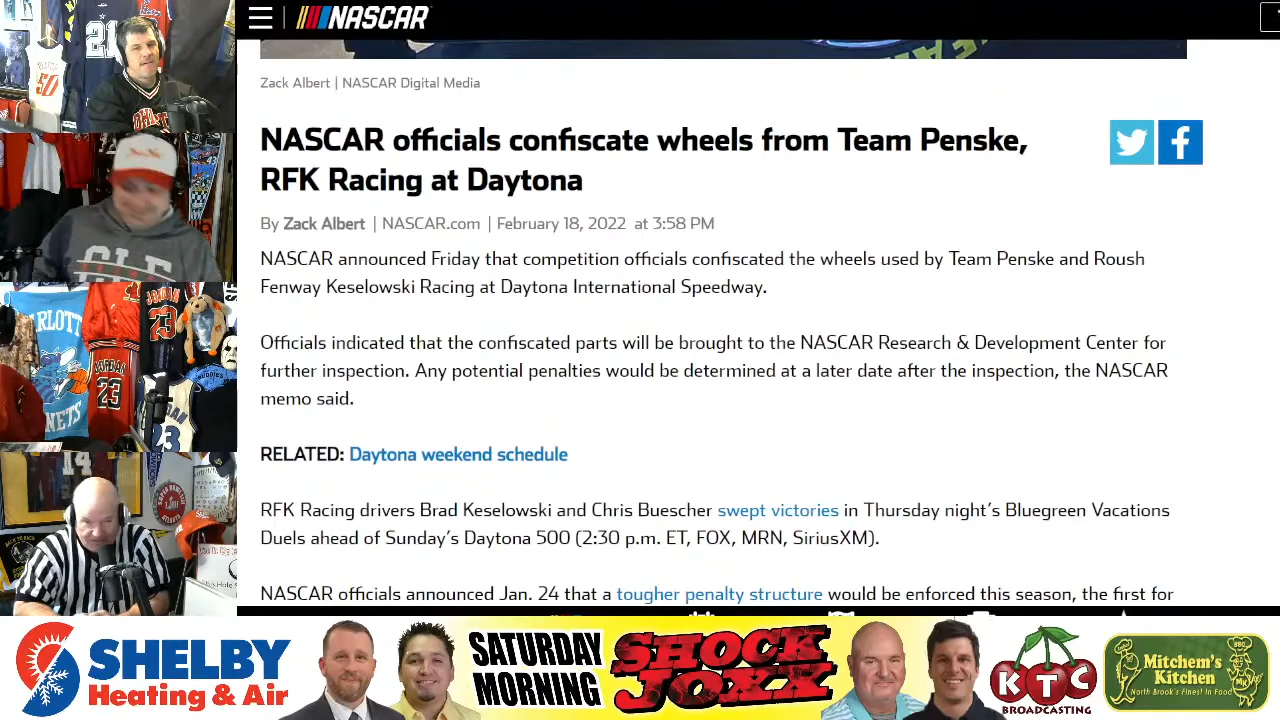 NASCAR
Zack Albert | NASCAR Digital Media
NASCAR officials confiscate wheels from Team Penske,
RFK Racing at Daytona
By Zack Albert | NASCAR.com | February 18, 2022 at 3:58 PM
NASCAR announced Friday that competition officials confiscated the wheels used by Team Penske and Roush
Fenway Keselowski Racing at Daytona International Speedway.
Officials indicated that the confiscated parts will be brought to the NASCAR Research & Development Center for
further inspection. Any potential penalties would be determined at a later date after the inspection, the NASCAR
memo said.
RELATED: Daytona weekend schedule
RFK Racing drivers Brad Keselowski and Chris Buescher swept victories in Thursday night's Bluegreen Vacations
Duels ahead of Sunday's Daytona 500 (2:30 p.m. ET, FOX, MRN, SiriusXM).
NASCAR officials announced Jan. 24 that a tougher penalty structure would be enforced this season, the first for
21
50
JORDAN
23
JORDAN
23
23
SHELBY
Heating & Air
SATURDAY
MORNING
SHOCK
JOXX
KTC
BROADCASTING
Mitchem's
Kitchen
North Brook's Finest In Food